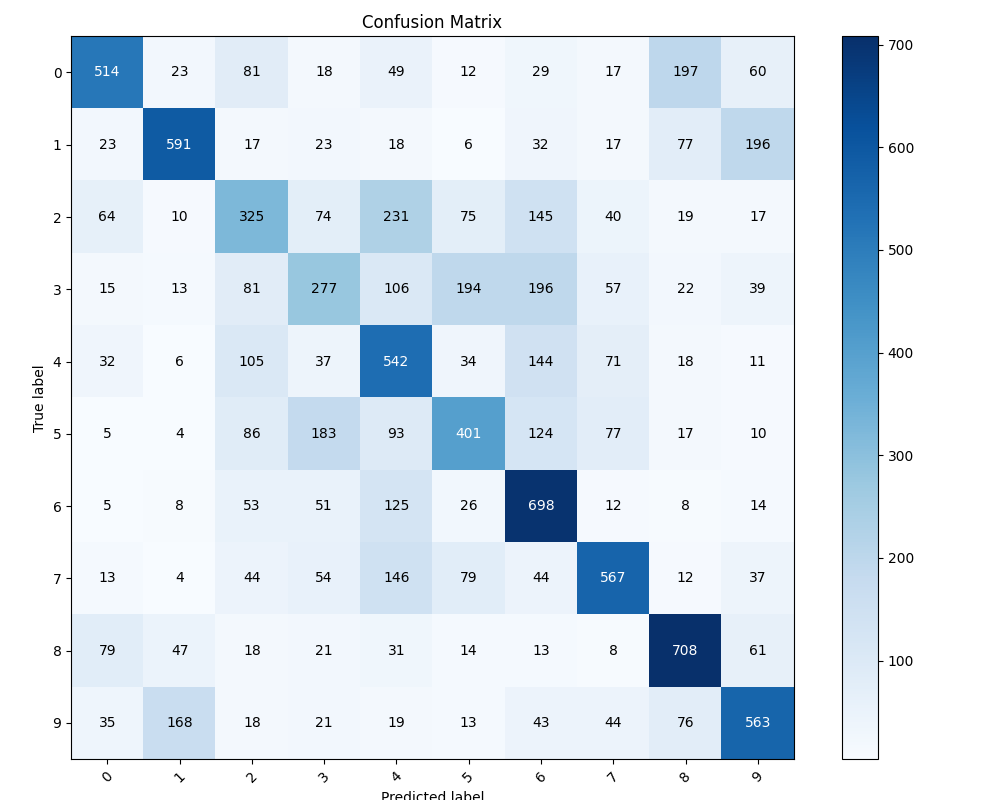 Confusion Matrix
0 514 23 81 18 49 12 29 17 197 60
1 23 591 17 23 18 6 32 17 77 196
2 64 10 325 74 231 75 145 40 19 17
3 15 13 81 277 106 194 196 57 22 39
4 32 6 105 37 542 34 144 71 18 11
5 5 4 86 183 93 401 124 77 17 10
6 5 8 53 51 125 26 698 12 8 14
7 13 4 44 54 146 79 44 567 12 37
8 79 47 18 21 31 14 13 8 708 61
9 35 168 18 21 19 13 43 44 76 563
0 1 2 3 4 5 6 7 8 9
True label
Predicted label
700
600
500
400
300
200
100